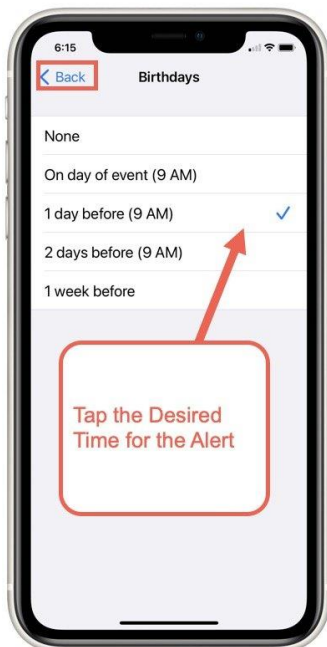 6:15
Back
Birthdays
None
On day of event (9 AM)
1 day before (9 AM)
2 days before (9 AM)
1 week before
Tap the Desired
Time for the Alert